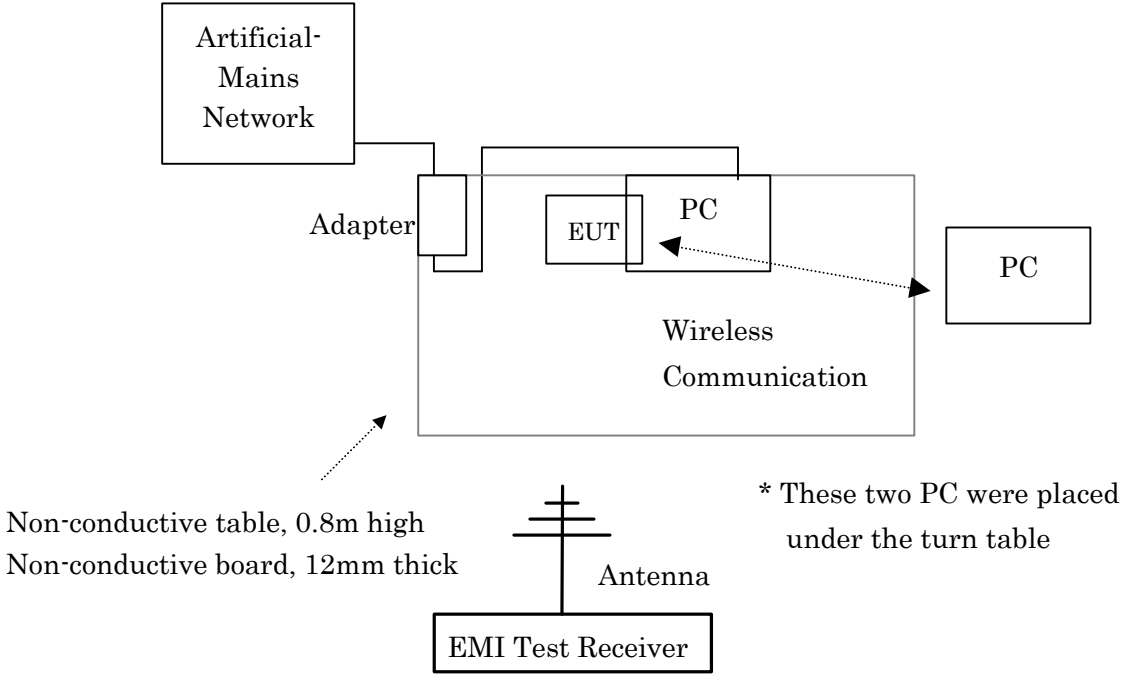 Artificial-
Mains
Network
Adapter
EUT
PC
PC
Wireless
Communication
Non-conductive table, 0.8m high
Non-conductive board, 12mm thick
* These two PC were placed
under the turn table
Antenna
EMI Test Receiver